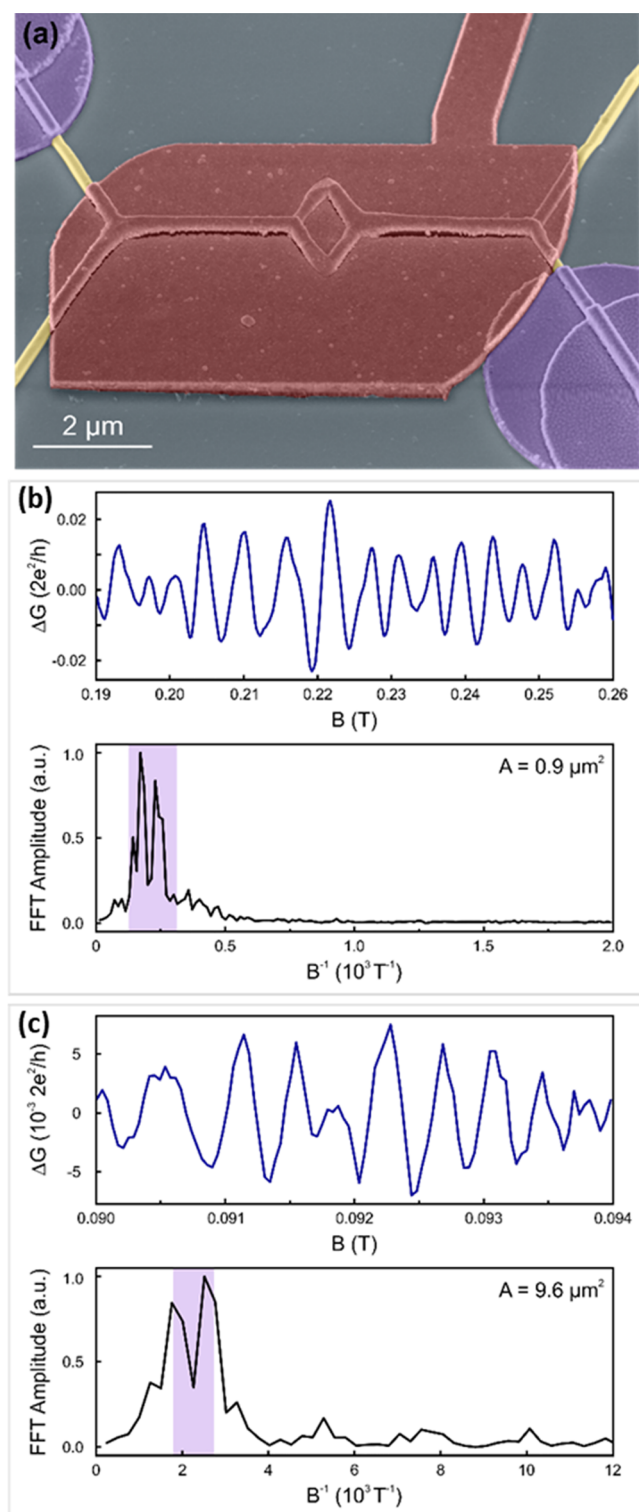 (a)
2 μm
(b)
ΔG (2e²/h)
0.02
0.00
-0.02
0.19 0.20 0.21 0.22 0.23 0.24 0.25 0.26
B (T)
FFT Amplitude (a.u.)
A = 0.9 μm²
1.0
0.5
0.0
0 0.5 1.0 1.5 2.0
B⁻¹ (10³ T⁻¹)
(c)
ΔG (10⁻³ 2e²/h)
5
0
-5
0.090 0.091 0.092 0.093 0.094
B (T)
FFT Amplitude (a.u.)
A = 9.6 μm²
1.0
0.5
0.0
0 2 4 6 8 10 12
B⁻¹ (10³ T⁻¹)